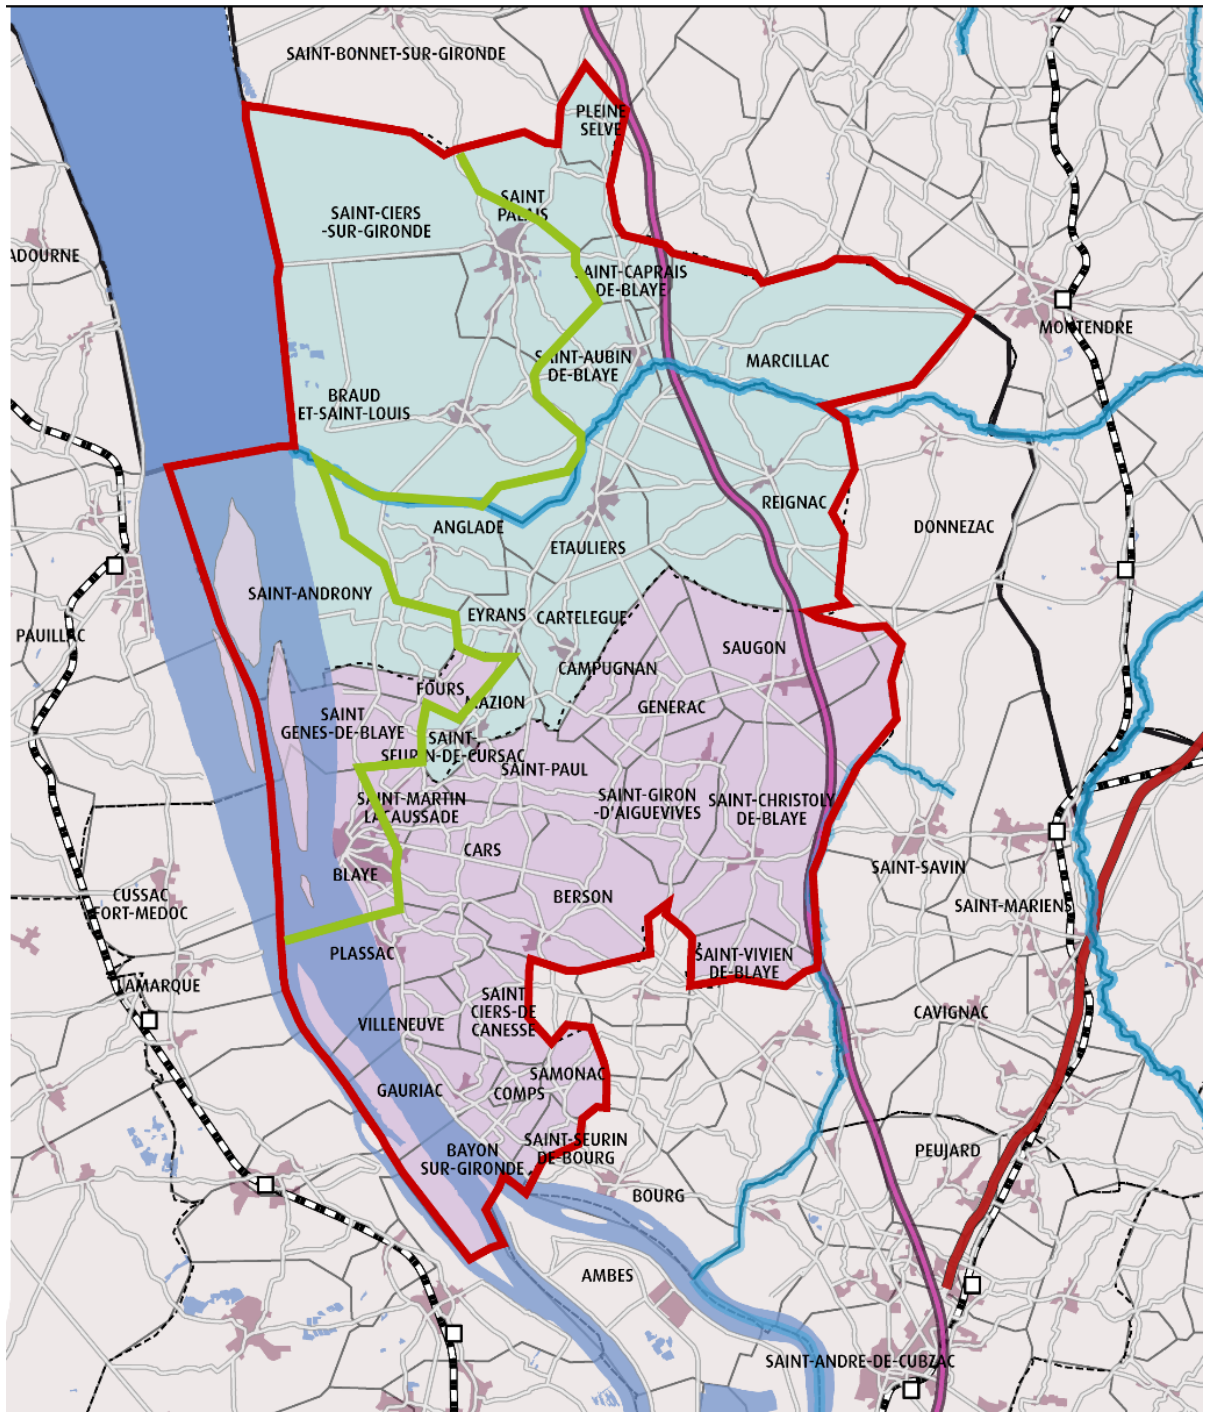 SAINT-BONNET-SUR-GIRONDE
PLEINE
SELVE
SAINT
PALAIS
SAINT-CIERS
-SUR-GIRONDE
ADOURNE
SAINT-CAPRAIS
DE-BLAYE
MONTENDRE
SAINT-AUBIN
DE-BLAYE
MARCILLAC
BRAUD
ET-SAINT-LOUIS
REIGNAC
ANGLADE
DONNEZAC
ETAULIERS
SAINT-ANDRONY
EYRANS
CARTELEGUE
PAUILLAC
SAUGON
CAMPUGNAN
FOURS
MAZION
GENERAC
SAINT
GENES-DE-BLAYE
SAINT-
SEURIN-DE-CURSAC
SAINT-PAUL
SAINT-GIRON
-D'AIGUEVIVES
SAINT-CHRISTOLY
DE-BLAYE
SAINT-MARTIN
LACAUSSADE
CARS
BLAYE
SAINT-SAVIN
CUSSAC
FORT-MEDOC
BERSON
SAINT-MARIENS
PLASSAC
SAINT-VIVIEN
DE-BLAYE
LAMARQUE
SAINT
CIERS-DE
CANESSE
VILLENEUVE
CAVIGNAC
SAMONAC
GAURIAC
COMPS
BAYON
SUR-GIRONDE
SAINT-SEURIN
DE-BOURG
PEUJARD
BOURG
AMBES
SAINT-ANDRE-DE-CUBZAC